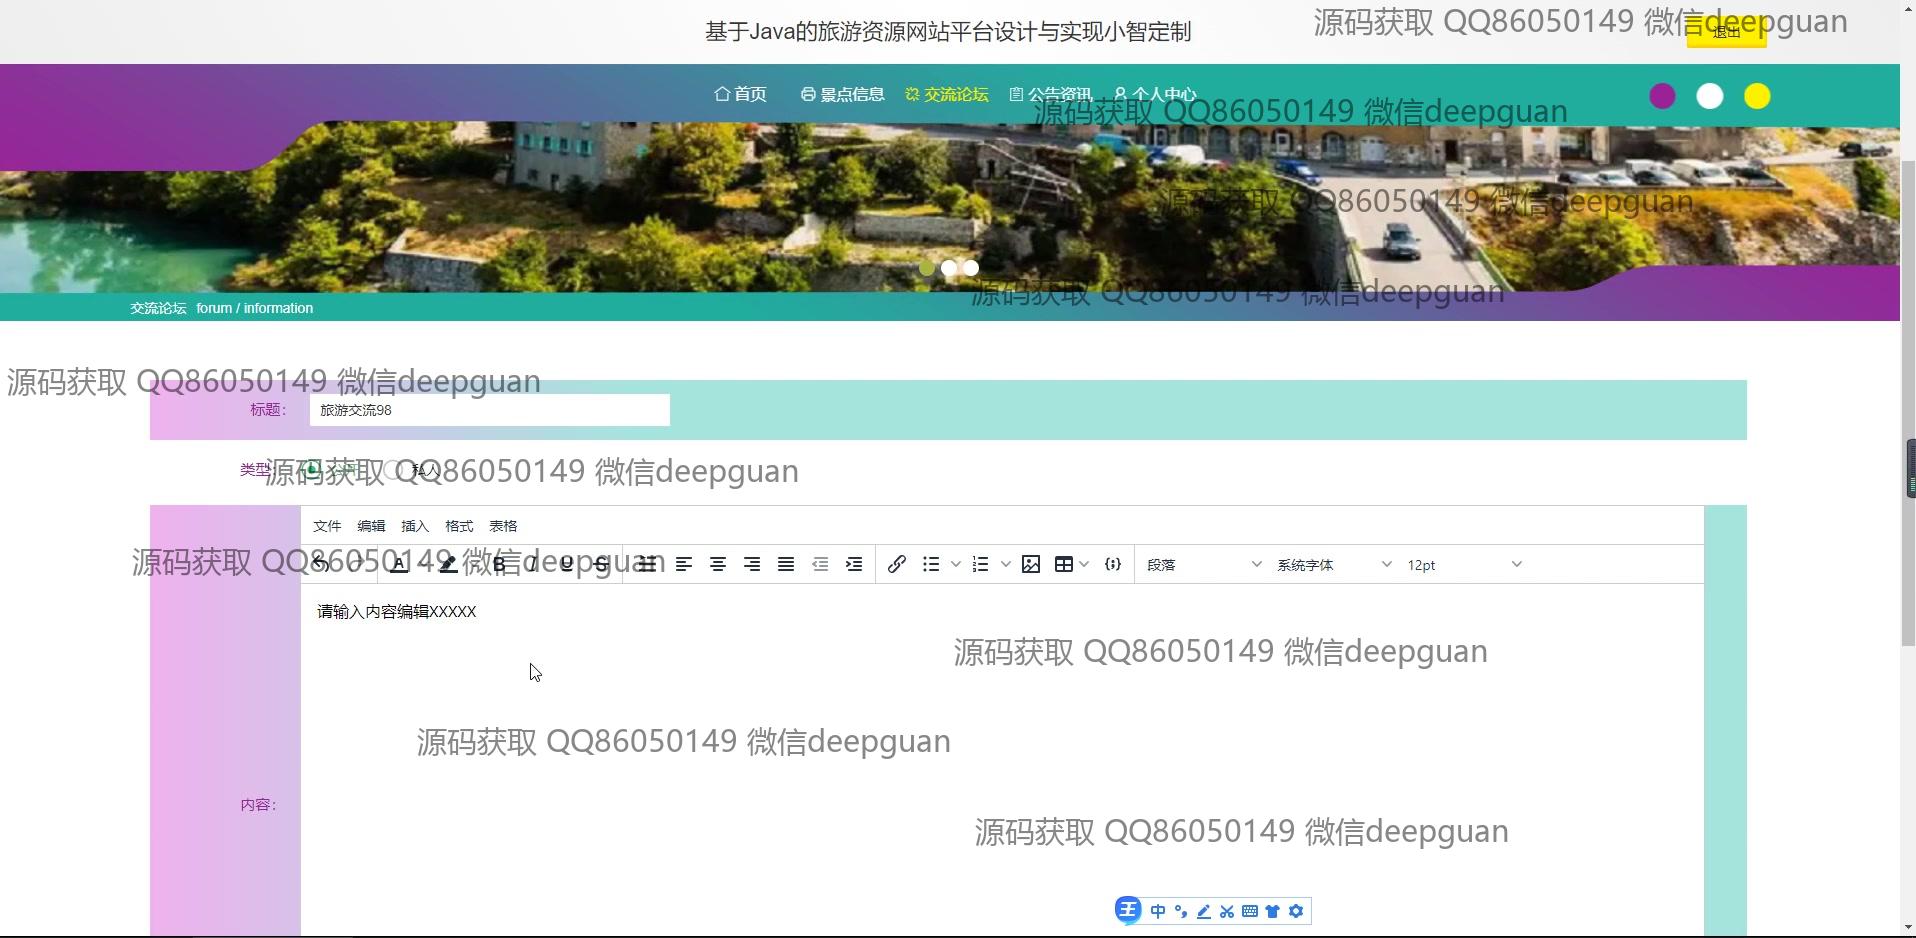 基于Java的旅游资源网站平台设计与实现小智定制
源码获取 QQ86050149 微信deepguan
退出
首页 景点信息 交流论坛 公告资讯 个人中心
源码获取 QQ86050149 微信deepguan
源码获取 QQ86050149 微信deepguan
源码获取 QQ86050149 微信deepguan
交流论坛 forum / information
源码获取 QQ86050149 微信deepguan
标题: 旅游交流98
类型: 私人
源码获取 QQ86050149 微信deepguan
文件 编辑 插入 格式 表格
源码获取 QQ86050149 微信deepguan
段落 系统字体 12pt
请输入内容编辑XXXXX
源码获取 QQ86050149 微信deepguan
源码获取 QQ86050149 微信deepguan
内容:
源码获取 QQ86050149 微信deepguan
王 中